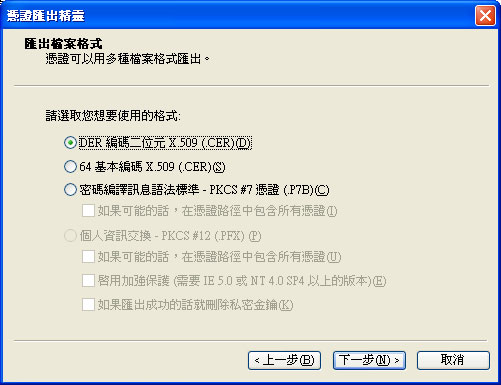 憑證匯出精靈
匯出檔案格式
憑證可以用多種檔案格式匯出。
請選取您想要使用的格式:
DER 編碼二位元 X.509 (.CER)(D)
64 基本編碼 X.509 (.CER)(S)
密碼編譯訊息語法標準 - PKCS #7 憑證 (.P7B)(C)
如果可能的話，在憑證路徑中包含所有憑證(I)
個人資訊交換 - PKCS #12 (.PFX) (P)
如果可能的話，在憑證路徑中包含所有憑證(U)
啓用加強保護 (需要 IE 5.0 或 NT 4.0 SP4 以上的版本)(E)
如果匯出成功的話就刪除私密金鑰(K)
< 上一步(B) 下一步(N) > 取消